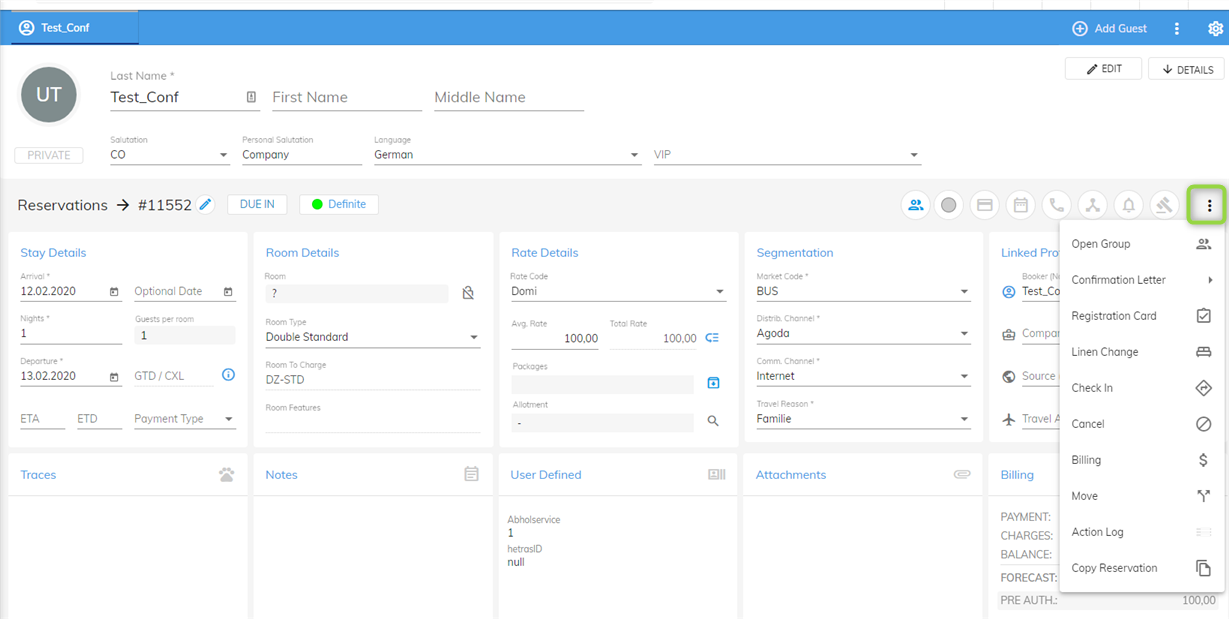 Test_Conf
Add Guest
UT
Last Name *
Test_Conf
First Name
Middle Name
EDIT
DETAILS
PRIVATE
Salutation
CO
Personal Salutation
Company
Language
German
VIP
Reservations → #11552
DUE IN
Definite
Stay Details
Arrival *
12.02.2020
Optional Date
Nights *
1
Guests per room
1
Departure *
13.02.2020
GTD / CXL
ETA
ETD
Payment Type
Room Details
Room
?
Room Type
Double Standard
Room To Charge
DZ-STD
Room Features
Rate Details
Rate Code
Domi
Avg. Rate
100,00
Total Rate
100,00
Packages
Allotment
-
Segmentation
Market Code *
BUS
Distrib. Channel *
Agoda
Comm. Channel *
Internet
Travel Reason *
Familie
Linked Pro
Booker (N
Test_Co
Compa
Source
Travel A
Open Group
Confirmation Letter
Registration Card
Linen Change
Check In
Cancel
Billing
Move
Action Log
Copy Reservation
Traces
Notes
User Defined
Abholservice
1
hetrasID
null
Attachments
Billing
PAYMENT:
CHARGES:
BALANCE:
FORECAST:
PRE AUTH.:
100,00